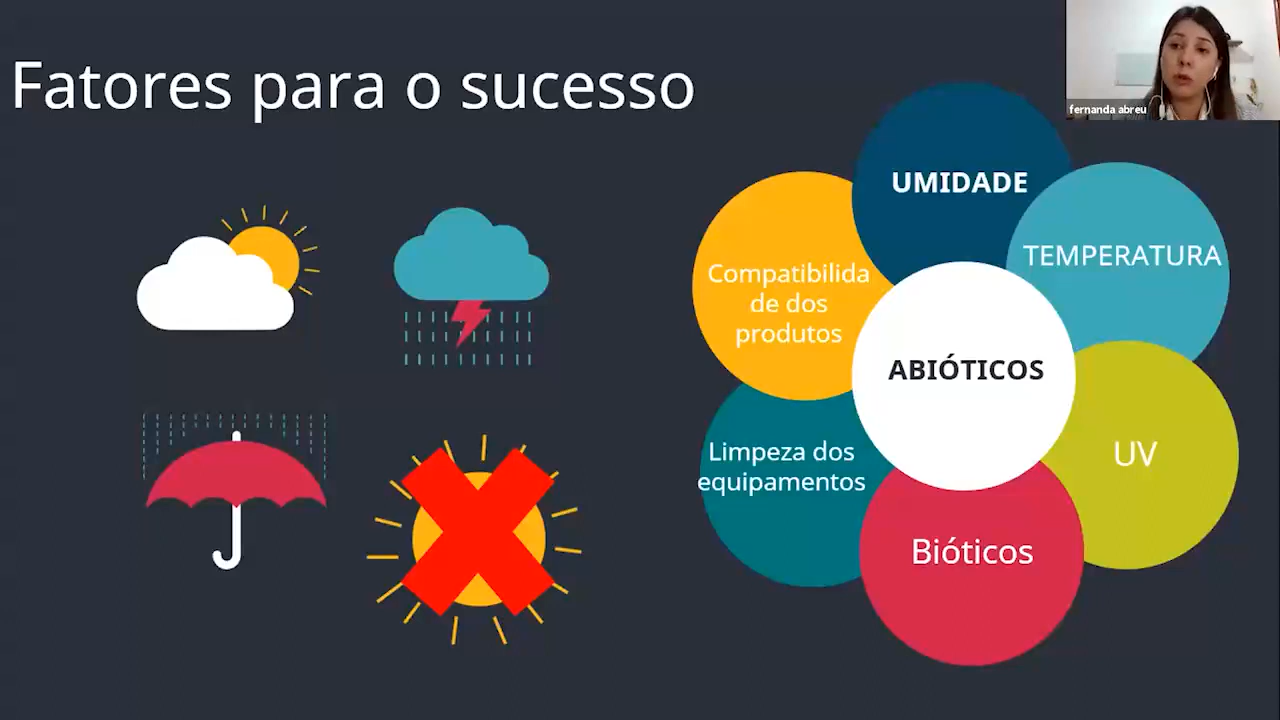 Fatores para o sucesso
fernanda abreu
UMIDADE
TEMPERATURA
Compatibilida
de dos
produtos
ABIÓTICOS
Limpeza dos
equipamentos
UV
Bióticos